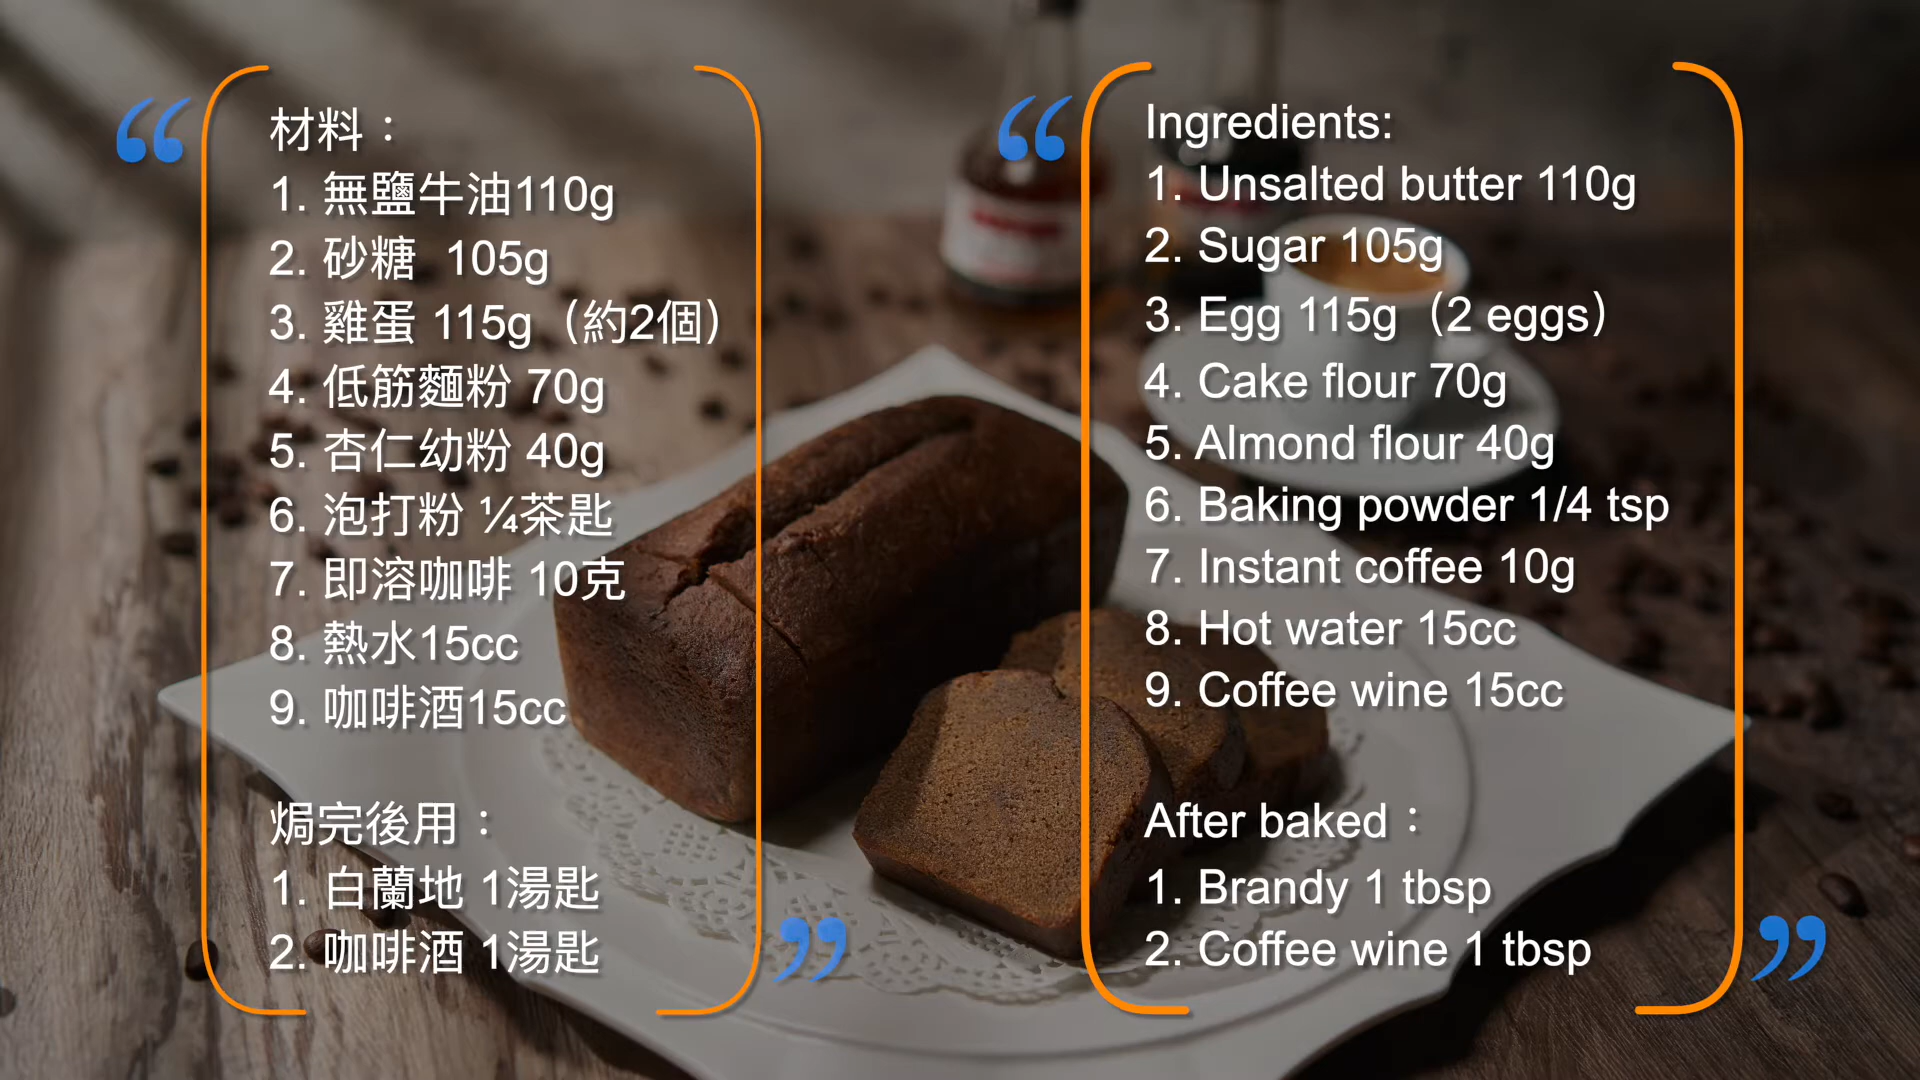 材料：
1. 無鹽牛油110g
2. 砂糖  105g
3. 雞蛋 115g（約2個）
4. 低筋麵粉 70g
5. 杏仁幼粉 40g
6. 泡打粉 ¼茶匙
7. 即溶咖啡 10克
8. 熱水15cc
9. 咖啡酒15cc
焗完後用：
1. 白蘭地 1湯匙
2. 咖啡酒 1湯匙
Ingredients:
1. Unsalted butter 110g
2. Sugar 105g
3. Egg 115g（2 eggs）
4. Cake flour 70g
5. Almond flour 40g
6. Baking powder 1/4 tsp
7. Instant coffee 10g
8. Hot water 15cc
9. Coffee wine 15cc
After baked：
1. Brandy 1 tbsp
2. Coffee wine 1 tbsp